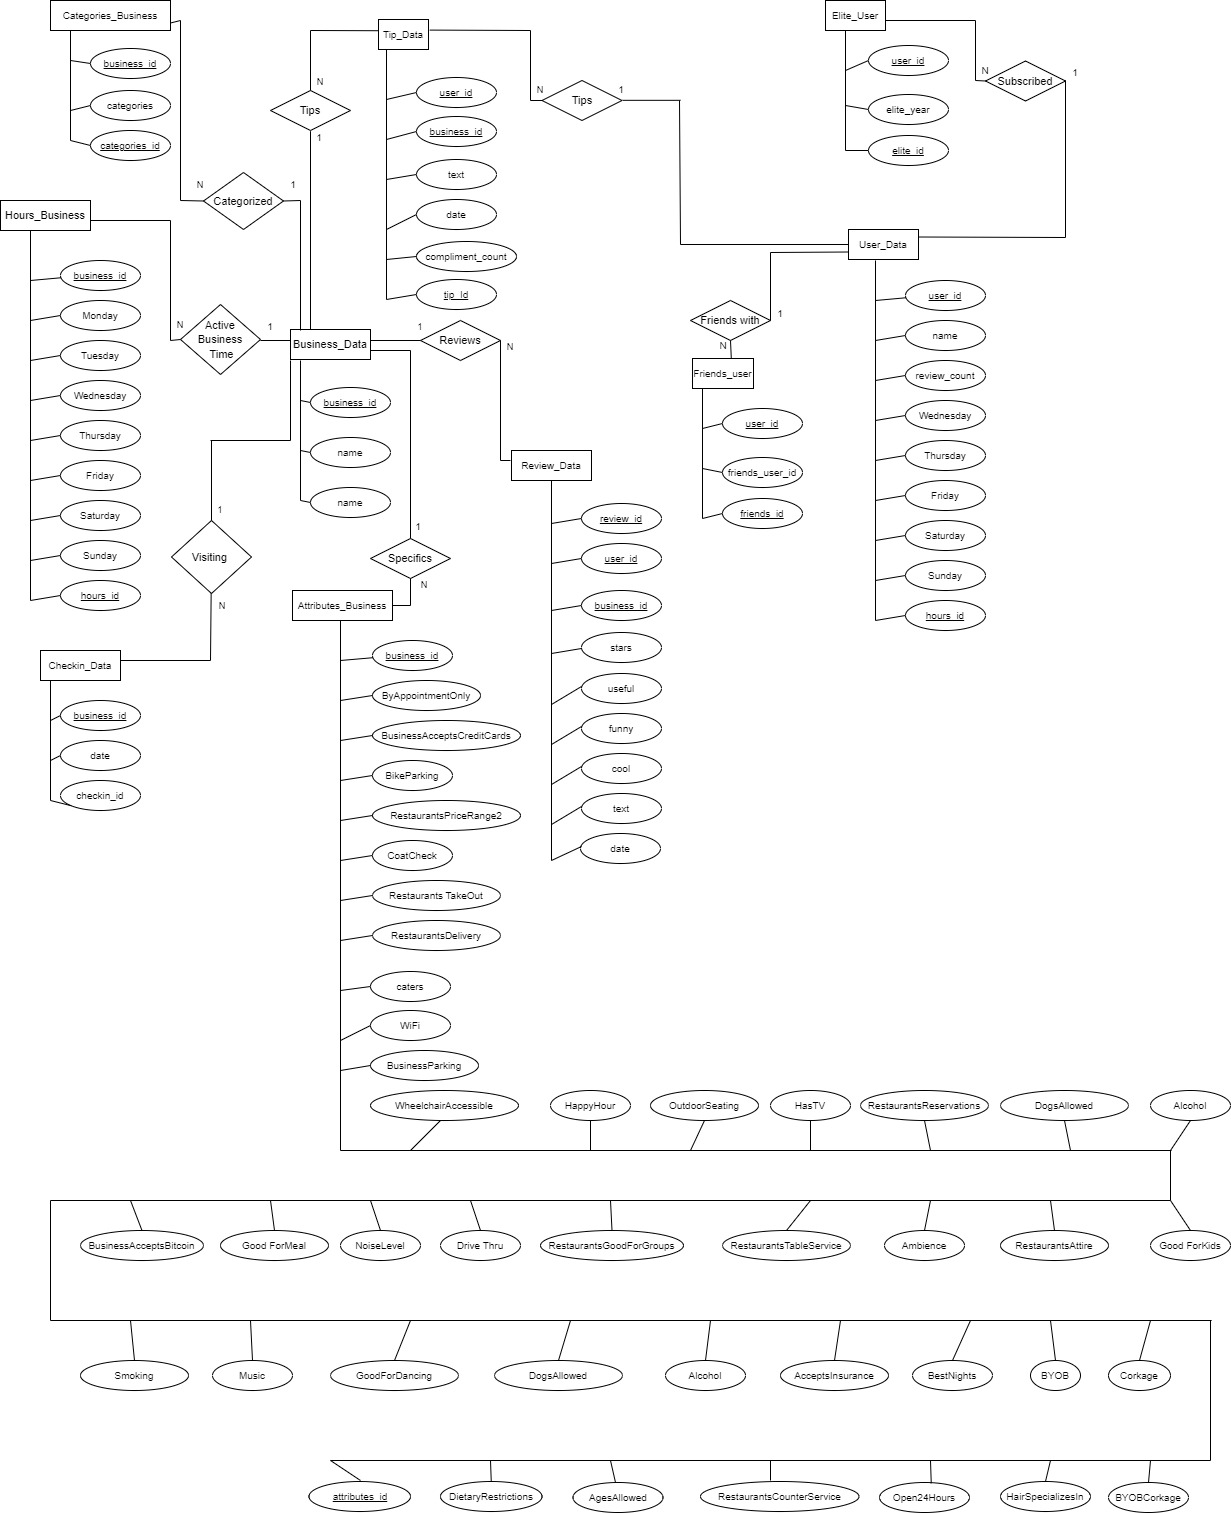 Categories_Business
business_id
categories
categories_id
N
Categorized
1
Tip_Data
N
Tips
1
user_id
business_id
text
date
compliment_count
tip_Id
N
Tips
1
Elite_User
user_id
elite_year
elite_id
N
Subscribed
1
Hours_Business
business_id
Monday
Tuesday
Wednesday
Thursday
Friday
Saturday
Sunday
hours_id
N
Active
Business
Time
1
Business_Data
business_id
name
name
1
Reviews
N
User_Data
user_id
name
review_count
Wednesday
Thursday
Friday
Saturday
Sunday
hours_id
Friends with
1
N
Friends_user
user_id
friends_user_id
friends_id
Review_Data
review_id
user_id
business_id
stars
useful
funny
cool
text
date
1
Visiting
N
1
Specifics
N
Checkin_Data
business_id
date
checkin_id
Attributes_Business
business_id
ByAppointmentOnly
BusinessAcceptsCreditCards
BikeParking
RestaurantsPriceRange2
CoatCheck
Restaurants TakeOut
RestaurantsDelivery
caters
WiFi
BusinessParking
WheelchairAccessible
HappyHour
OutdoorSeating
HasTV
RestaurantsReservations
DogsAllowed
Alcohol
BusinessAcceptsBitcoin
Good ForMeal
NoiseLevel
Drive Thru
RestaurantsGoodForGroups
RestaurantsTableService
Ambience
RestaurantsAttire
Good ForKids
Smoking
Music
GoodForDancing
DogsAllowed
Alcohol
AcceptsInsurance
BestNights
BYOB
Corkage
attributes_id
DietaryRestrictions
AgesAllowed
RestaurantsCounterService
Open24Hours
HairSpecializesIn
BYOBCorkage